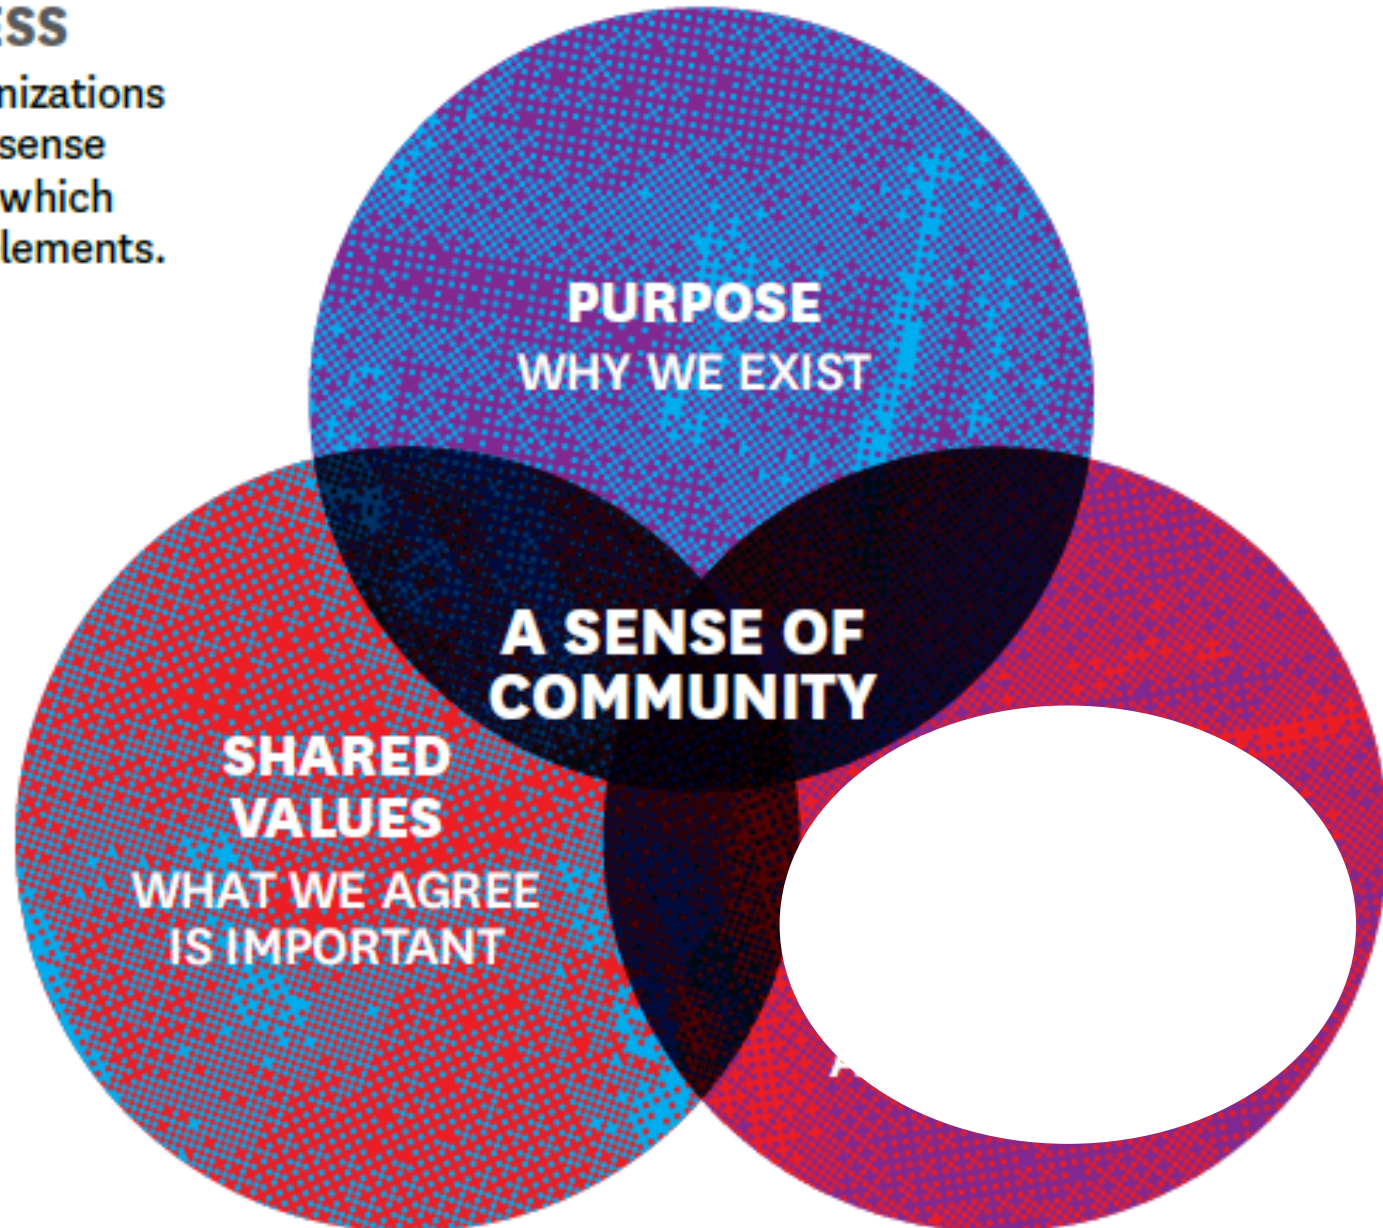 ESS
nizations
sense
which
lements.
PURPOSE
WHY WE EXIST
A SENSE OF
COMMUNITY
SHARED
VALUES
WHAT WE AGREE
IS IMPORTANT